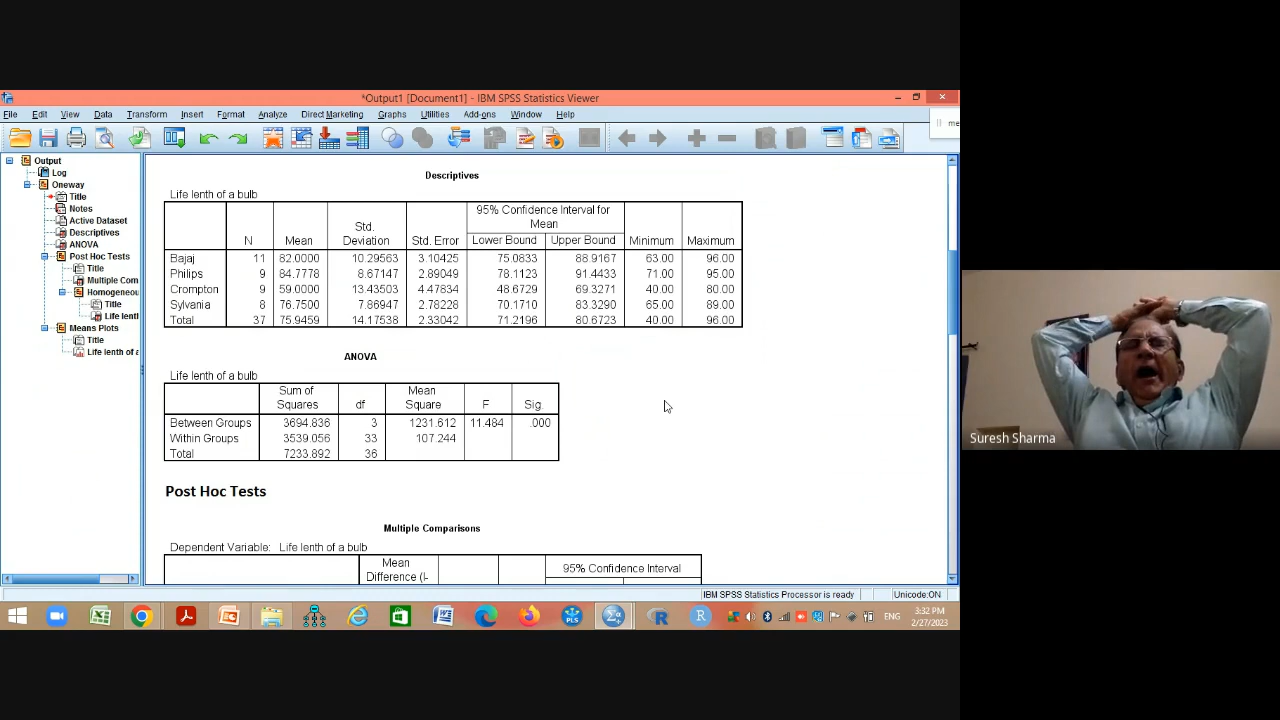 *Output1 [Document1] - IBM SPSS Statistics Viewer
File Edit View Data Transform Insert Format Analyze Direct Marketing Graphs Utilities Add-ons Window Help
me
Output
Log
Oneway
Title
Notes
Active Dataset
Descriptives
ANOVA
Post Hoc Tests
Title
Multiple Com
Homogeneou
Title
Life lent
Means Plots
Title
Life lenth of a
Descriptives
Life lenth of a bulb
N Mean Std. Deviation Std. Error 95% Confidence Interval for Mean Minimum Maximum
Lower Bound Upper Bound
Bajaj 11 82.0000 10.29563 3.10425 75.0833 88.9167 63.00 96.00
Philips 9 84.7778 8.67147 2.89049 78.1123 91.4433 71.00 95.00
Crompton 9 59.0000 13.43503 4.47834 48.6729 69.3271 40.00 80.00
Sylvania 8 76.7500 7.86947 2.78228 70.1710 83.3290 65.00 89.00
Total 37 75.9459 14.17538 2.33042 71.2196 80.6723 40.00 96.00
ANOVA
Life lenth of a bulb
Sum of Squares df Mean Square F Sig.
Between Groups 3694.836 3 1231.612 11.484 .000
Within Groups 3539.056 33 107.244
Total 7233.892 36
Post Hoc Tests
Multiple Comparisons
Dependent Variable: Life lenth of a bulb
Mean
Difference (I-
95% Confidence Interval
IBM SPSS Statistics Processor is ready Unicode:ON
PLS
R
R
ENG
3:32 PM
2/27/2023
Suresh Sharma